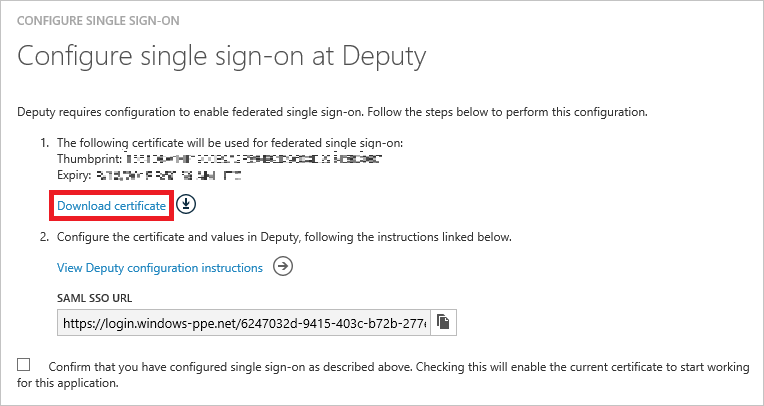 CONFIGURE SINGLE SIGN-ON
Configure single sign-on at Deputy
Deputy requires configuration to enable federated single sign-on. Follow the steps below to perform this configuration.
1. The following certificate will be used for federated single sign-on:
Thumbprint:
Expiry:
Download certificate
2. Configure the certificate and values in Deputy, following the instructions linked below.
View Deputy configuration instructions
SAML SSO URL
https://login.windows-ppe.net/6247032d-9415-403c-b72b-277
Confirm that you have configured single sign-on as described above. Checking this will enable the current certificate to start working
for this application.